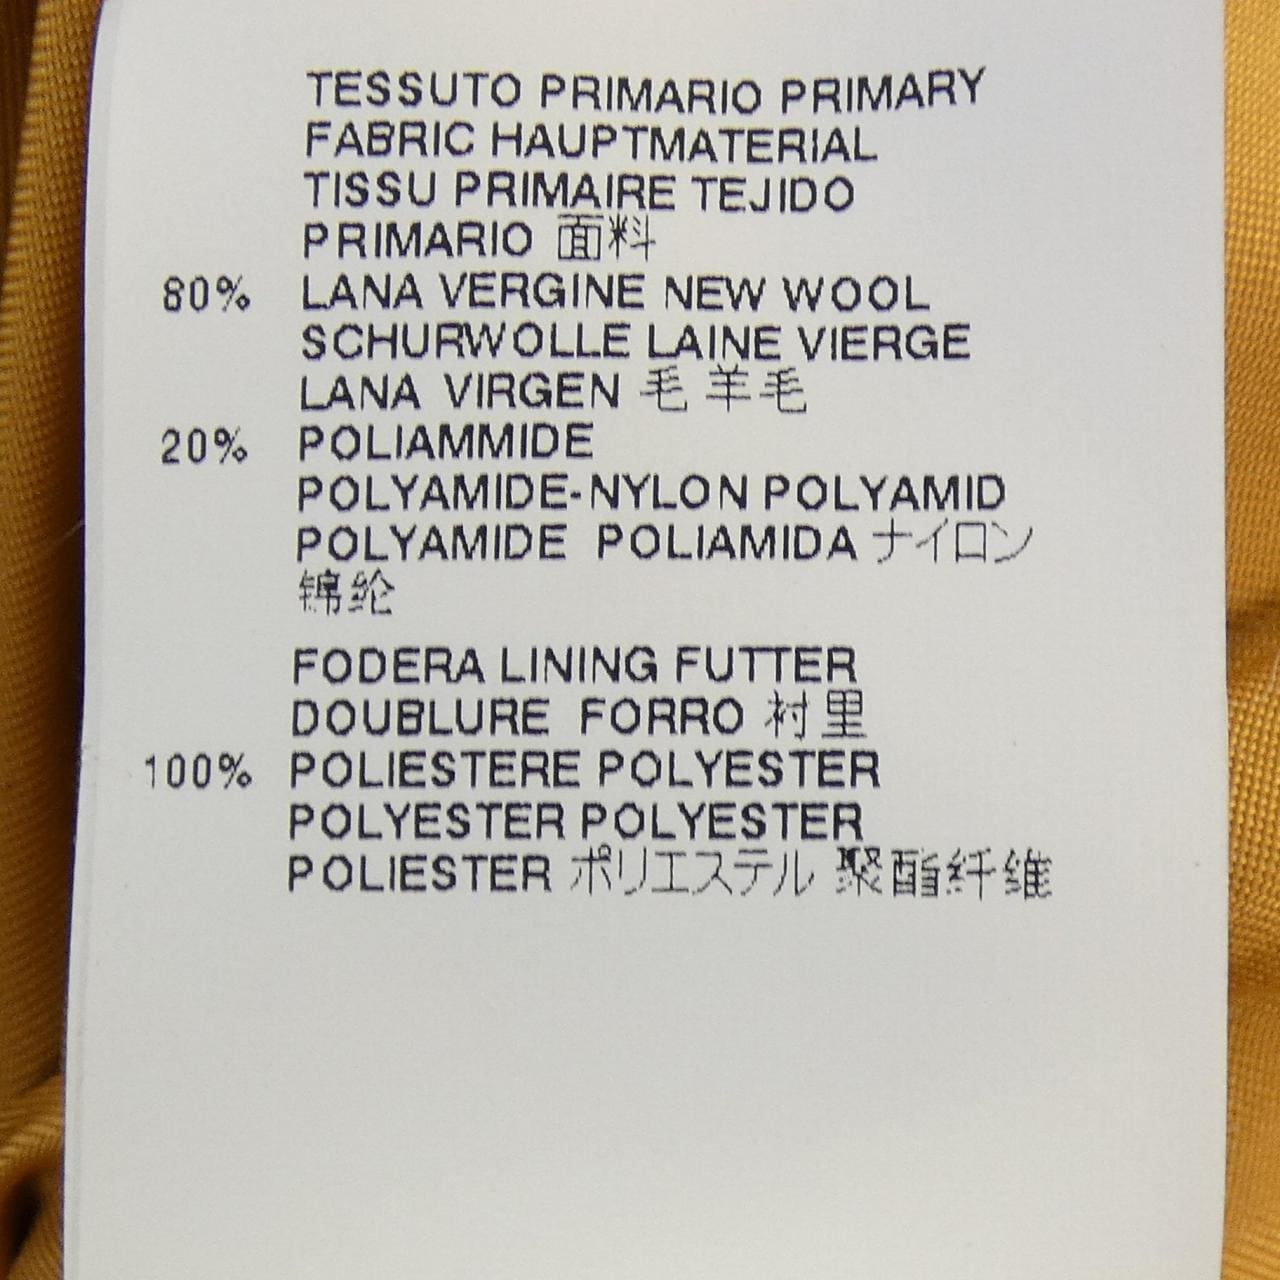 TESSUTO PRIMARIO PRIMARY
FABRIC HAUPTMATERIAL
TISSU PRIMAIRE TEJIDO
PRIMARIO 面料
80% LANA VERGINE NEW WOOL
SCHURWOLLE LAINE VIERGE
LANA VIRGEN 毛 羊毛
20% POLIAMMIDE
POLYAMIDE-NYLON POLYAMID
POLYAMIDE POLIAMIDA ナイロン
锦纶
FODERA LINING FUTTER
DOUBLURE FORRO 衬里
100% POLIESTERE POLYESTER
POLYESTER POLYESTER
POLIESTER ポリエステル 聚酯纤维